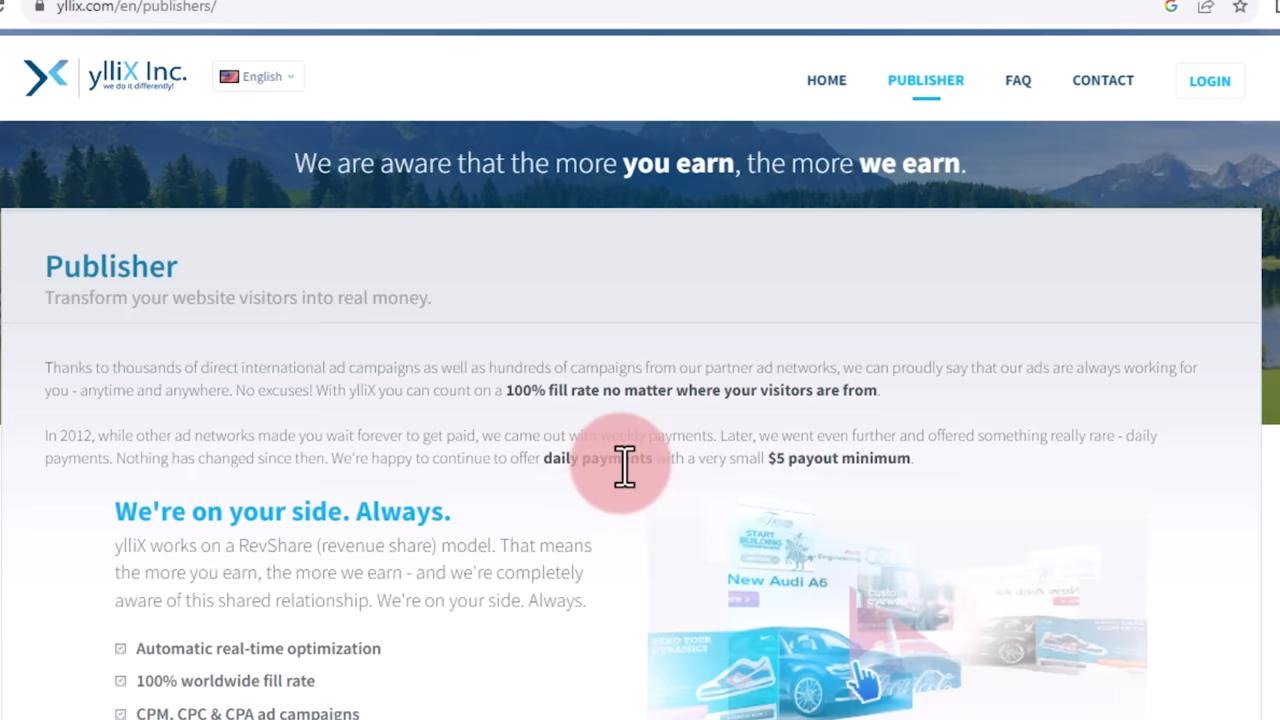 yllix.com/en/publishers/
ylliX Inc.
we do it differently!
English
HOME
PUBLISHER
FAQ
CONTACT
LOGIN
We are aware that the more you earn, the more we earn.
Publisher
Transform your website visitors into real money.
Thanks to thousands of direct international ad campaigns as well as hundreds of campaigns from our partner ad networks, we can proudly say that our ads are always working for
you - anytime and anywhere. No excuses! With ylliX you can count on a 100% fill rate no matter where your visitors are from.
In 2012, while other ad networks made you wait forever to get paid, we came out with weekly payments. Later, we went even further and offered something really rare - daily
payments. Nothing has changed since then. We're happy to continue to offer daily payments with a very small $5 payout minimum.
We're on your side. Always.
ylliX works on a RevShare (revenue share) model. That means
the more you earn, the more we earn - and we're completely
aware of this shared relationship. We're on your side. Always.
Automatic real-time optimization
100% worldwide fill rate
CPM, CPC & CPA ad campaigns
START
BUILDING
New Audi A6
ZERO YOUR
DYNAMICS